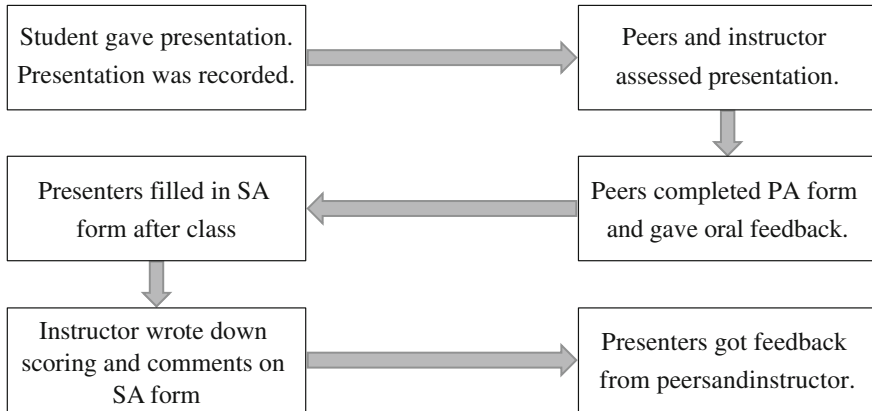 Student gave presentation.
Presentation was recorded.
Peers and instructor
assessed presentation.
Peers completed PA form
and gave oral feedback.
Presenters filled in SA
form after class
Instructor wrote down
scoring and comments on
SA form
Presenters got feedback
from peersandinstructor.